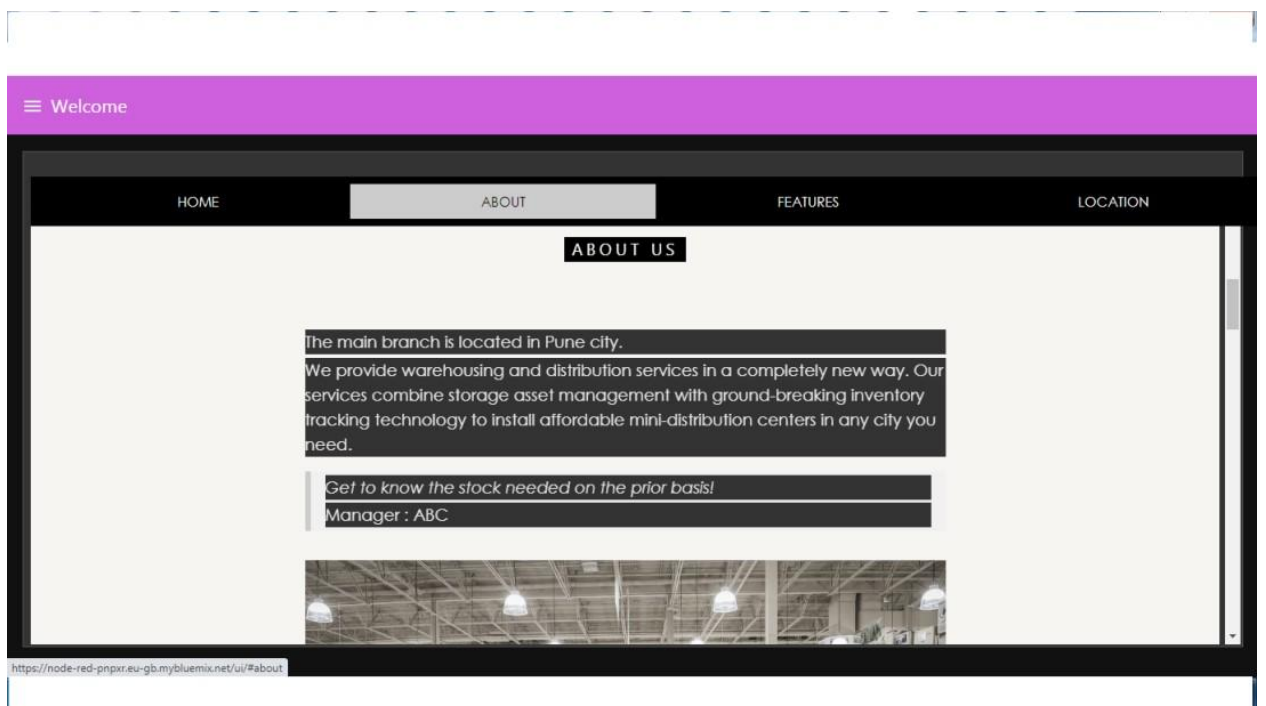 Welcome
HOME ABOUT FEATURES LOCATION
ABOUT US
The main branch is located in Pune city.
We provide warehousing and distribution services in a completely new way. Our
services combine storage asset management with ground-breaking inventory
tracking technology to install affordable mini-distribution centers in any city you
need.
Get to know the stock needed on the prior basis!
Manager : ABC
https://node-red-pnpxr.eu-gb.mybluemix.net/ui/#about